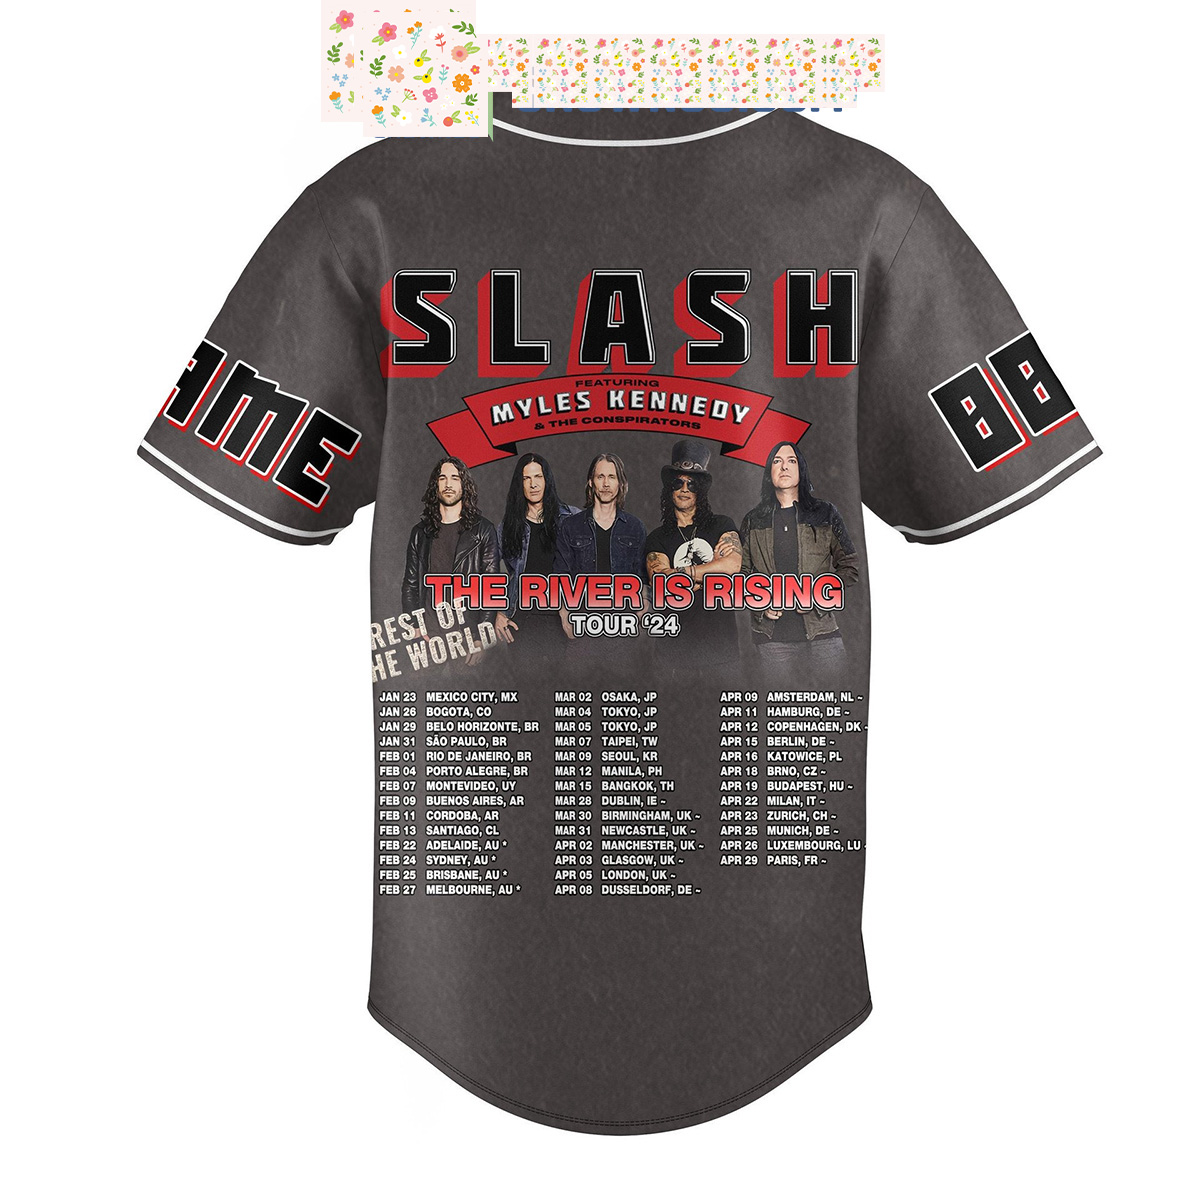 SLASH
FEATURING
MYLES KENNEDY
& THE CONSPIRATORS
AME
88
THE RIVER IS RISING
TOUR '24
REST OF
HE WORLD
JAN 23 MEXICO CITY, MX
JAN 26 BOGOTA, CO
JAN 29 BELO HORIZONTE, BR
JAN 31 SÃO PAULO, BR
FEB 01 RIO DE JANEIRO, BR
FEB 04 PORTO ALEGRE, BR
FEB 07 MONTEVIDEO, UY
FEB 09 BUENOS AIRES, AR
FEB 11 CORDOBA, AR
FEB 13 SANTIAGO, CL
FEB 22 ADELAIDE, AU *
FEB 24 SYDNEY, AU *
FEB 25 BRISBANE, AU *
FEB 27 MELBOURNE, AU *
MAR 02 OSAKA, JP
MAR 04 TOKYO, JP
MAR 05 TOKYO, JP
MAR 07 TAIPEI, TW
MAR 09 SEOUL, KR
MAR 12 MANILA, PH
MAR 15 BANGKOK, TH
MAR 28 DUBLIN, IE ~
MAR 30 BIRMINGHAM, UK ~
MAR 31 NEWCASTLE, UK ~
APR 02 MANCHESTER, UK ~
APR 03 GLASGOW, UK ~
APR 05 LONDON, UK ~
APR 08 DUSSELDORF, DE ~
APR 09 AMSTERDAM, NL ~
APR 11 HAMBURG, DE ~
APR 12 COPENHAGEN, DK ~
APR 15 BERLIN, DE ~
APR 16 KATOWICE, PL
APR 18 BRNO, CZ ~
APR 19 BUDAPEST, HU ~
APR 22 MILAN, IT ~
APR 23 ZURICH, CH ~
APR 25 MUNICH, DE ~
APR 26 LUXEMBOURG, LU ~
APR 29 PARIS, FR ~